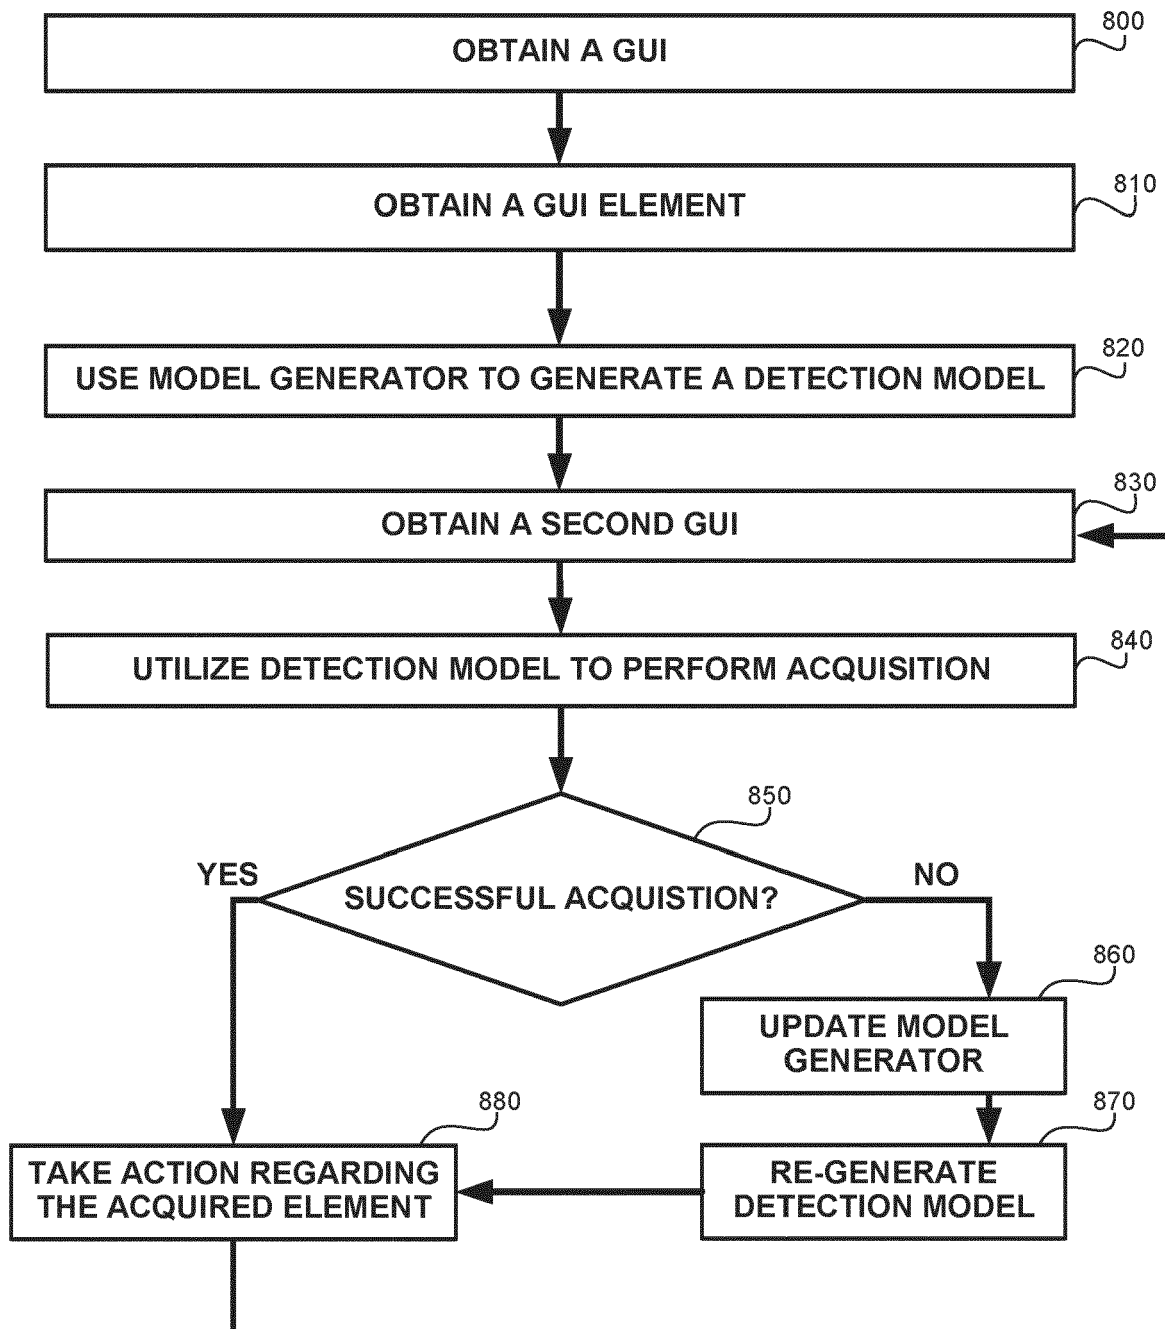 800
OBTAIN A GUI
810
OBTAIN A GUI ELEMENT
820
USE MODEL GENERATOR TO GENERATE A DETECTION MODEL
830
OBTAIN A SECOND GUI
840
UTILIZE DETECTION MODEL TO PERFORM ACQUISITION
850
YES
SUCCESSFUL ACQUISTION?
NO
860
UPDATE MODEL
GENERATOR
880
TAKE ACTION REGARDING
THE ACQUIRED ELEMENT
870
RE-GENERATE
DETECTION MODEL